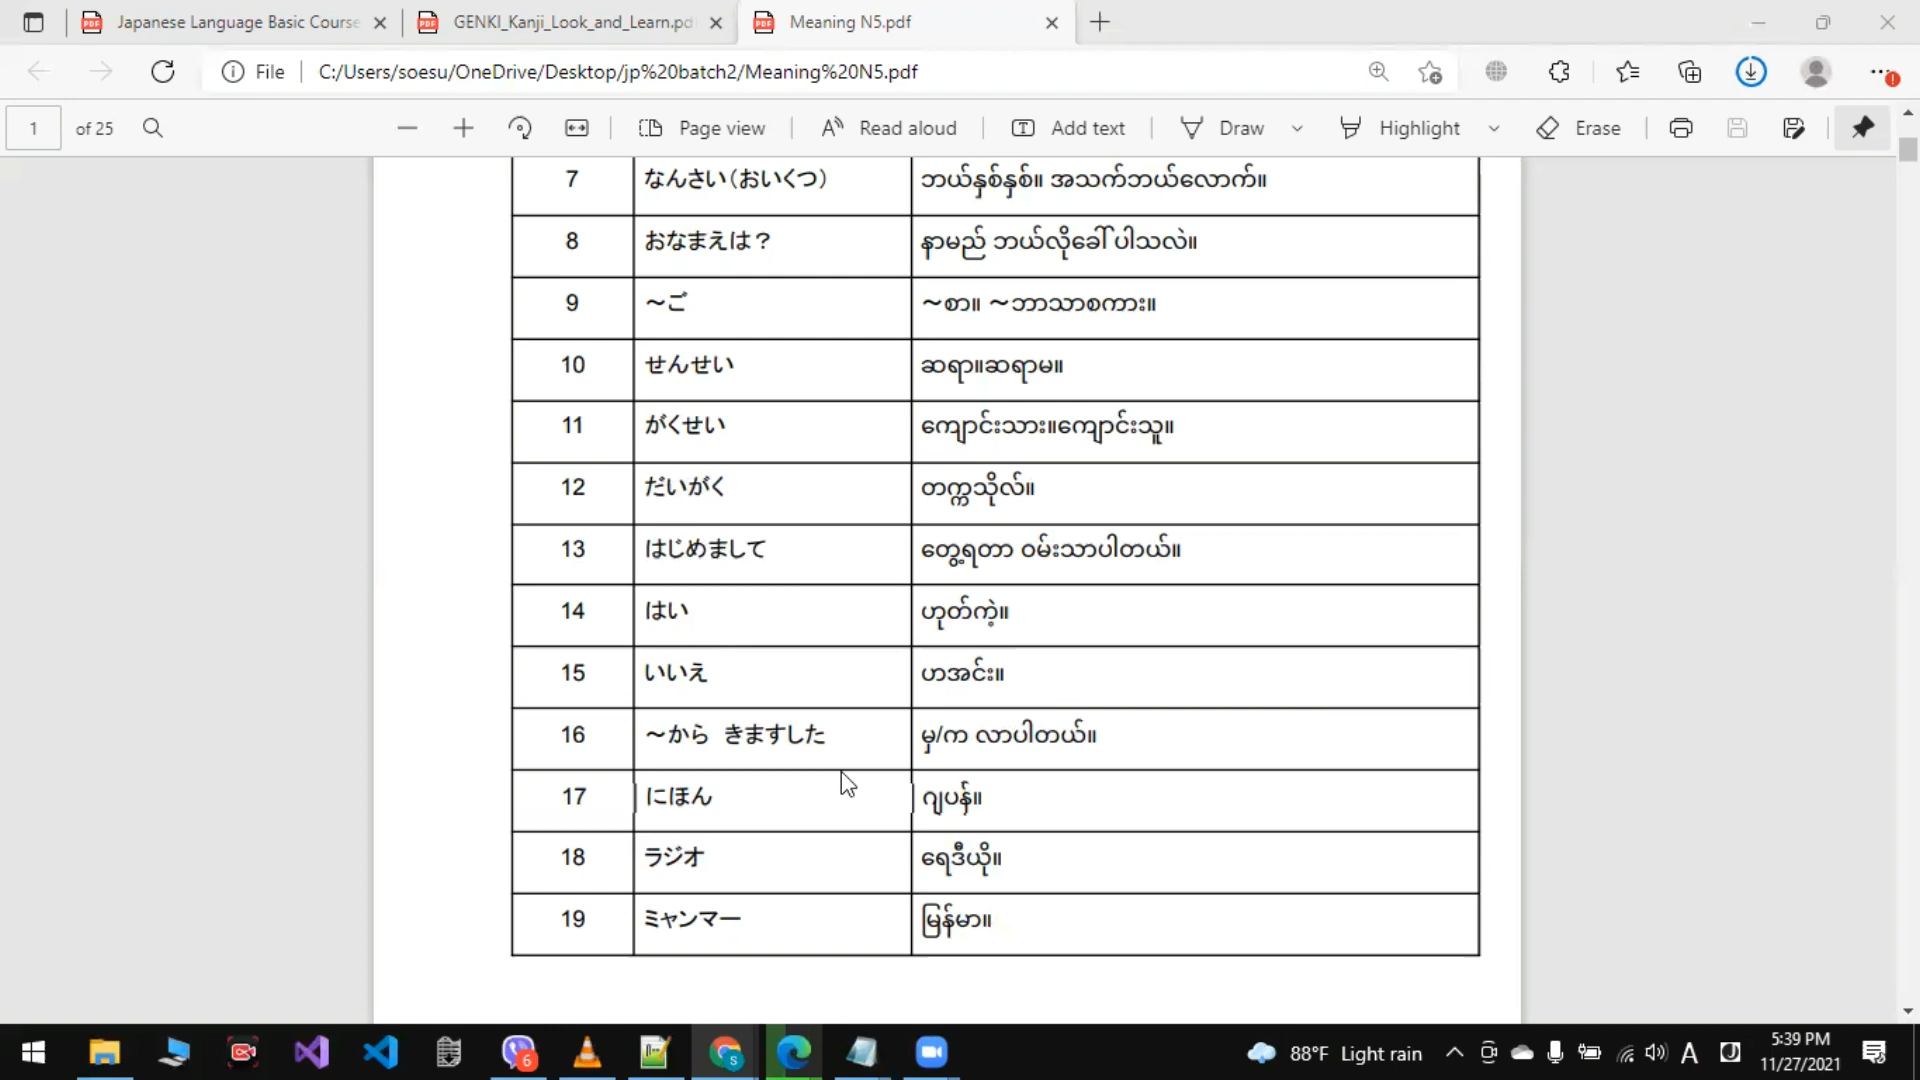 Japanese Language Basic Course
GENKI_Kanji_Look_and_Learn.pd
Meaning N5.pdf
File
C:/Users/soesu/OneDrive/Desktop/jp%20batch2/Meaning%20N5.pdf
1 of 25
Page view
Read aloud
Add text
Draw
Highlight
Erase
7 なんさい(おいくつ) ဘယ်နှစ်နှစ်။ အသက်ဘယ်လောက်။
8 おなまえは? နာမည် ဘယ်လိုခေါ်ပါသလဲ။
9 ～ご ～စာ။ ～ဘာသာစကား။
10 せんせい ဆရာ။ဆရာမ။
11 がくせい ကျောင်းသား။ကျောင်းသူ။
12 だいがく တက္ကသိုလ်။
13 はじめまして တွေ့ရတာ ဝမ်းသာပါတယ်။
14 はい ဟုတ်ကဲ့။
15 いいえ ဟအင်း။
16 ～から きますした မှ/က လာပါတယ်။
17 にほん ဂျပန်။
18 ラジオ ရေဒီယို။
19 ミャンマー မြန်မာ။
6
S
88°F Light rain
A
J
5:39 PM
11/27/2021